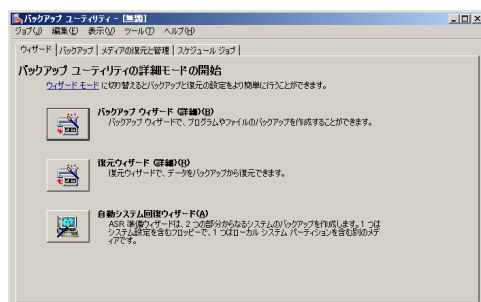 バックアップ ユーティリティ - [無題]
ジョブ(J) 編集(E) 表示(V) ツール(T) ヘルプ(H)
ウィザード バックアップ メディアの復元と管理 スケジュール ジョブ
バックアップ ユーティリティの詳細モードの開始
ウィザード モード に切り替えるとバックアップと復元の設定をより簡単に行うことができます。
バックアップ ウィザード (詳細)(B)
バックアップ ウィザードで、プログラムやファイルのバックアップを作成することができます。
復元ウィザード (詳細)(R)
復元ウィザードで、データをバックアップから復元できます。
自動システム回復ウィザード(A)
ASR 準備ウィザードは、2 つの部分からなるシステムのバックアップを作成します。1 つは
システム設定を含むフロッピーで、1 つはローカル システム パーティションを含む別のメデ
ィアです。